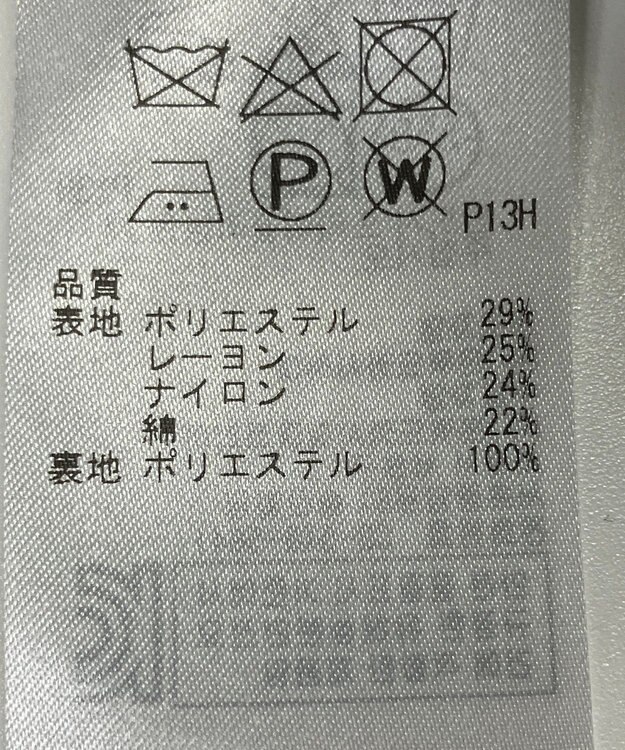 P
W
P13H
品質
表地 ポリエステル 29%
レーヨン 25%
ナイロン 24%
綿 22%
裏地 ポリエステル 100%